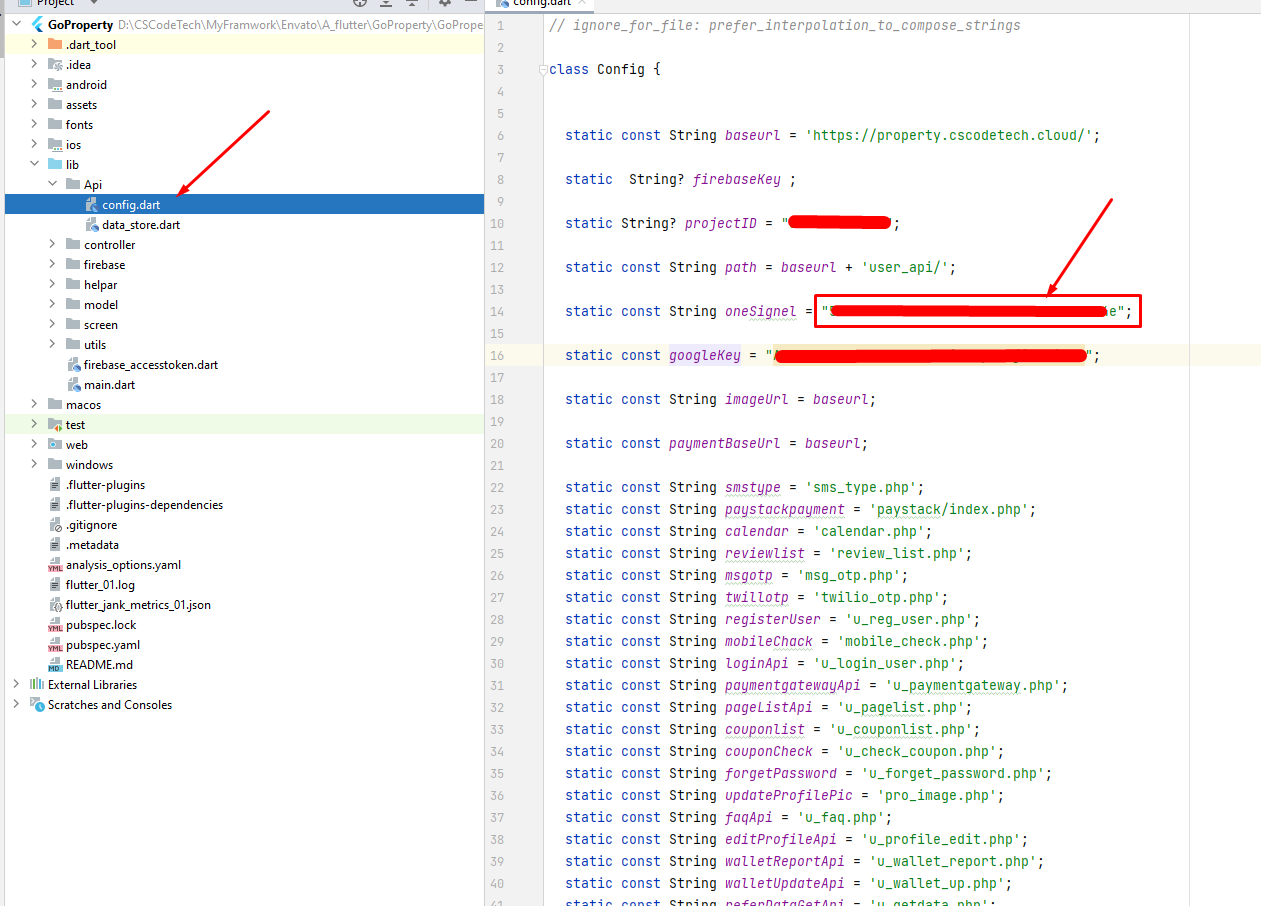 Project
GoProperty D:\CSCodeTech\MyFramwork\Envato\A_flutter\GoProperty\GoPrope
.dart_tool
.idea
android
assets
fonts
ios
lib
Api
config.dart
data_store.dart
controller
firebase
helpar
model
screen
utils
firebase_accesstoken.dart
main.dart
macos
test
web
windows
.flutter-plugins
.flutter-plugins-dependencies
.gitignore
.metadata
analysis_options.yaml
flutter_01.log
flutter_jank_metrics_01.json
pubspec.lock
pubspec.yaml
README.md
External Libraries
Scratches and Consoles
config.dart
1 // ignore_for_file: prefer_interpolation_to_compose_strings
2
3 class Config {
4
5
6 static const String baseurl = 'https://property.cscodetech.cloud/';
7
8 static  String? firebaseKey ;
9
10 static String? projectID = " ;
11
12 static const String path = baseurl + 'user_api/';
13
14 static const String oneSignel = " e";
15
16 static const googleKey = " ";
17
18 static const String imageUrl = baseurl;
19
20 static const paymentBaseUrl = baseurl;
21
22 static const String smstype = 'sms_type.php';
23 static const String paystackpayment = 'paystack/index.php';
24 static const String calendar = 'calendar.php';
25 static const String reviewlist = 'review_list.php';
26 static const String msgotp = 'msg_otp.php';
27 static const String twillotp = 'twilio_otp.php';
28 static const String registerUser = 'u_reg_user.php';
29 static const String mobileChack = 'mobile_check.php';
30 static const String loginApi = 'u_login_user.php';
31 static const String paymentgatewayApi = 'u_paymentgateway.php';
32 static const String pageListApi = 'u_pagelist.php';
33 static const String couponlist = 'u_couponlist.php';
34 static const String couponCheck = 'u_check_coupon.php';
35 static const String forgetPassword = 'u_forget_password.php';
36 static const String updateProfilePic = 'pro_image.php';
37 static const String faqApi = 'u_faq.php';
38 static const String editProfileApi = 'u_profile_edit.php';
39 static const String walletReportApi = 'u_wallet_report.php';
40 static const String walletUpdateApi = 'u_wallet_up.php';
41 static const String referDataGetApi = 'u_getdata.php';